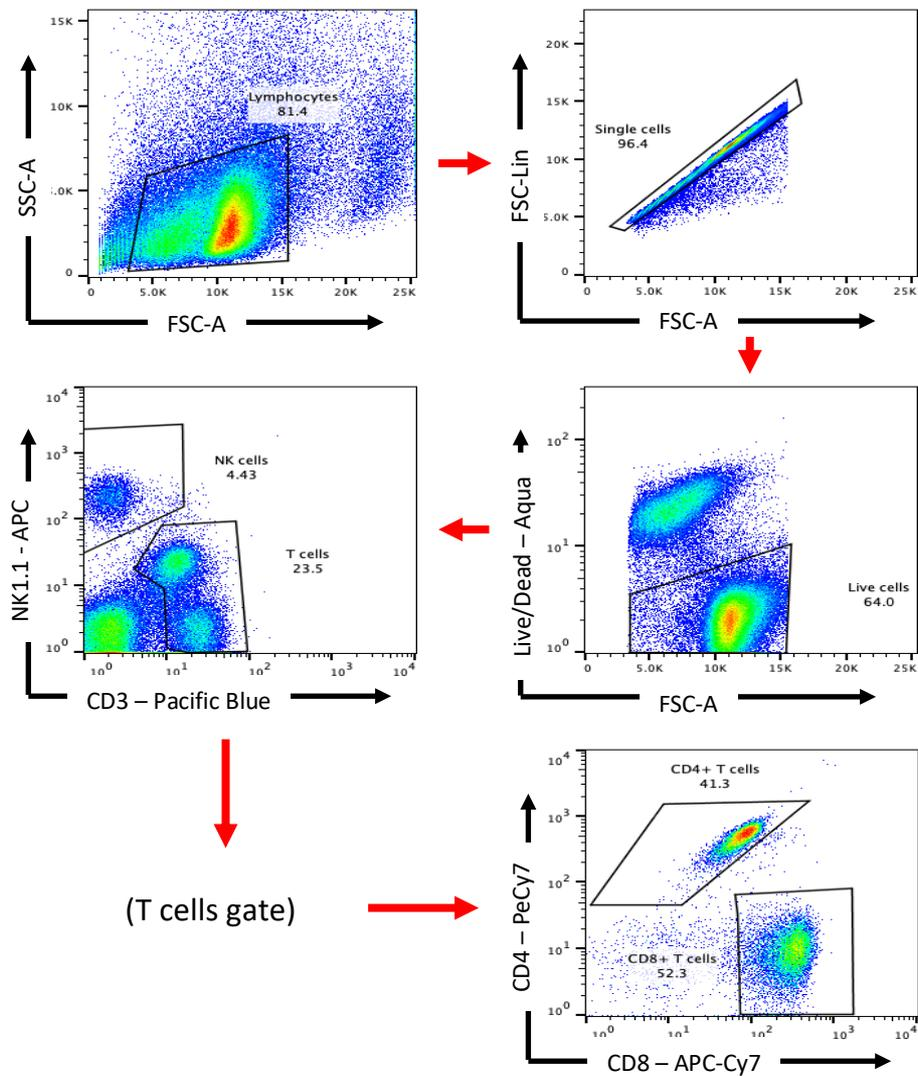 15K
10K
5.0K
0
SSC-A
Lymphocytes
81.4
0 5.0K 10K 15K 20K 25K
FSC-A
20K
15K
10K
5.0K
0
FSC-Lin
Single cells
96.4
0 5.0K 10K 15K 20K 25K
FSC-A
10^4
10^3
10^2
10^1
10^0
NK1.1 - APC
NK cells
4.43
T cells
23.5
10^0 10^1 10^2 10^3 10^4
CD3 – Pacific Blue
10^2
10^1
10^0
Live/Dead – Aqua
Live cells
64.0
0 5.0K 10K 15K 20K 25K
FSC-A
(T cells gate)
10^4
10^3
10^2
10^1
10^0
CD4 – PeCy7
CD4+ T cells
41.3
CD8+ T cells
52.3
10^0 10^1 10^2 10^3 10^4
CD8 – APC-Cy7